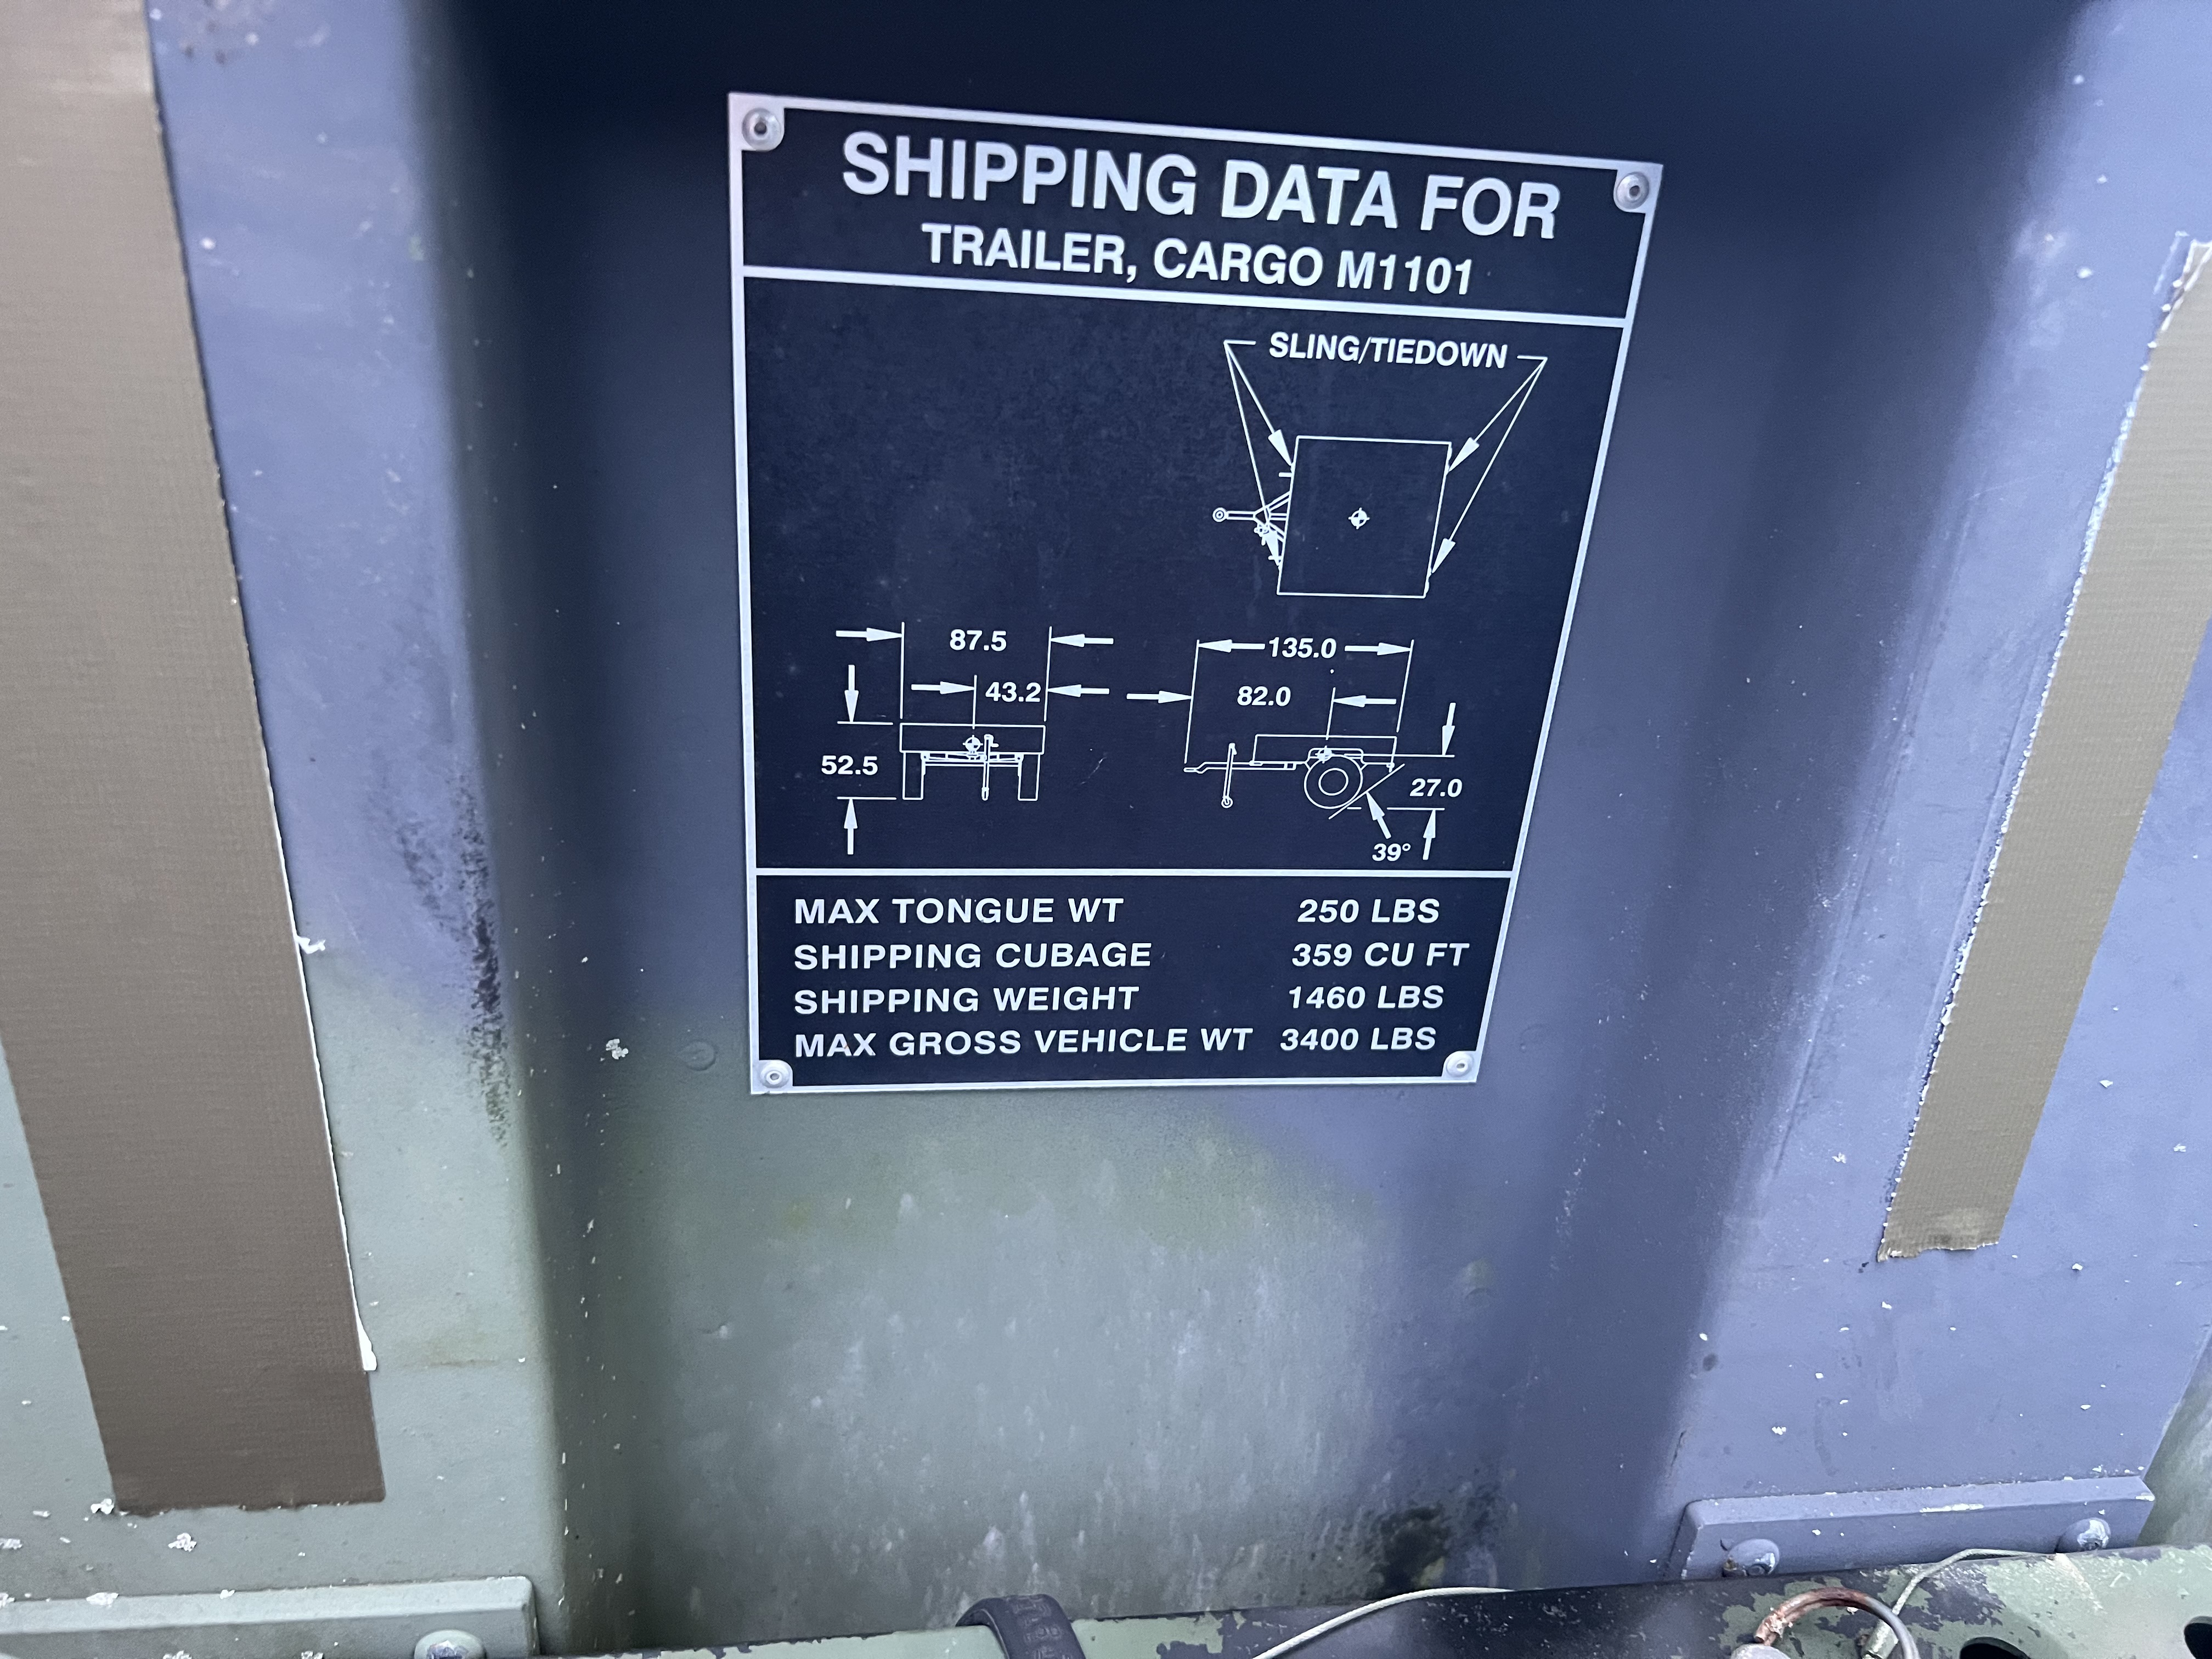 SHIPPING DATA FOR
TRAILER, CARGO M1101
SLING/TIEDOWN
87.5
135.0
43.2
82.0
52.5
27.0
39°
MAX TONGUE WT 250 LBS
SHIPPING CUBAGE 359 CU FT
SHIPPING WEIGHT 1460 LBS
MAX GROSS VEHICLE WT 3400 LBS